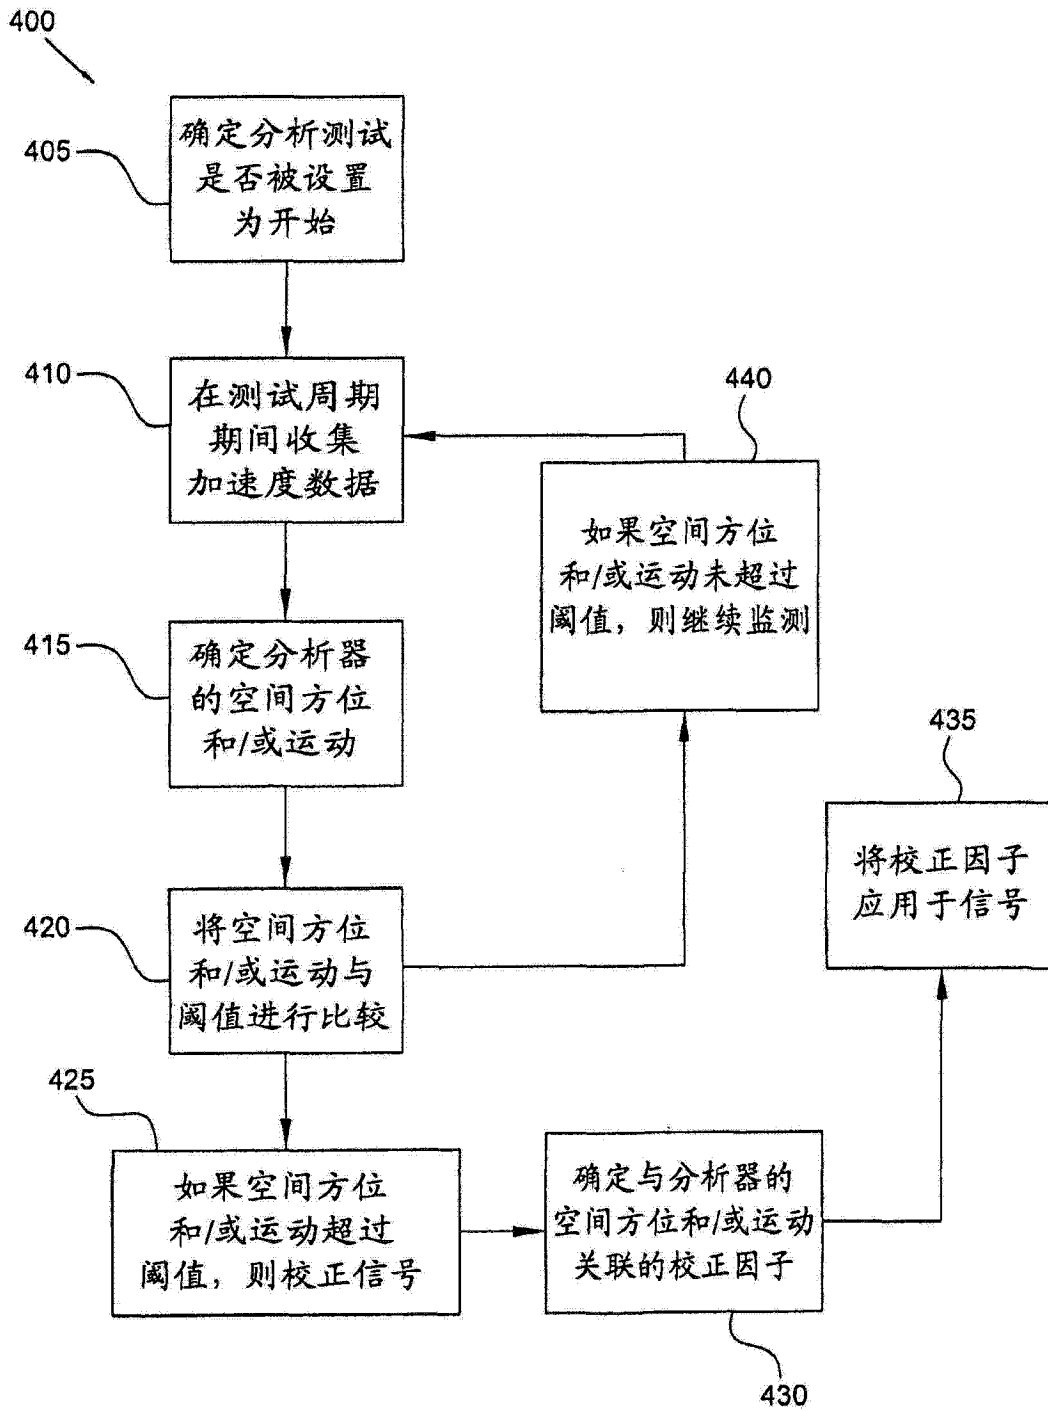 400
405
确定分析测试
是否被设置
为开始
410
在测试周期
期间收集
加速度数据
440
如果空间方位
和/或运动未超过
阈值，则继续监测
415
确定分析器
的空间方位
和/或运动
435
将校正因子
应用于信号
420
将空间方位
和/或运动与
阈值进行比较
425
如果空间方位
和/或运动超过
阈值，则校正信号
确定与分析器的
空间方位和/或运动
关联的校正因子
430